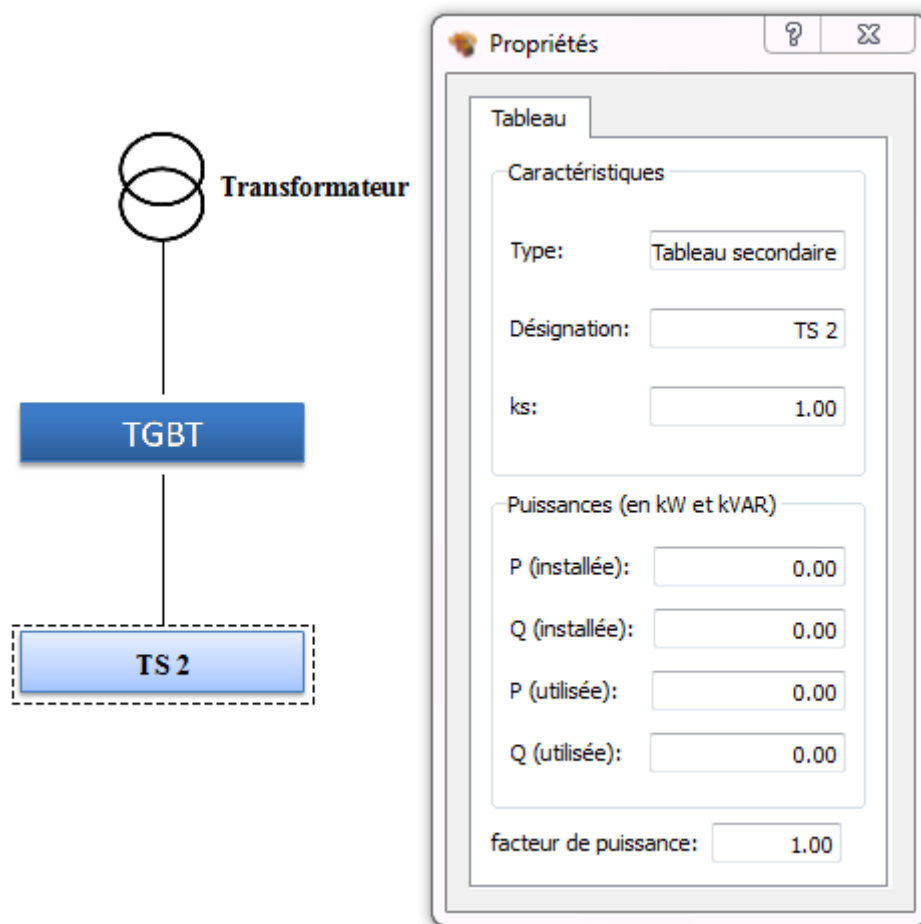 Transformateur
TGBT
TS 2
Propriétés
Tableau
Caractéristiques
Type: Tableau secondaire
Désignation: TS 2
ks: 1.00
Puissances (en kW et kVAR)
P (installée): 0.00
Q (installée): 0.00
P (utilisée): 0.00
Q (utilisée): 0.00
facteur de puissance: 1.00